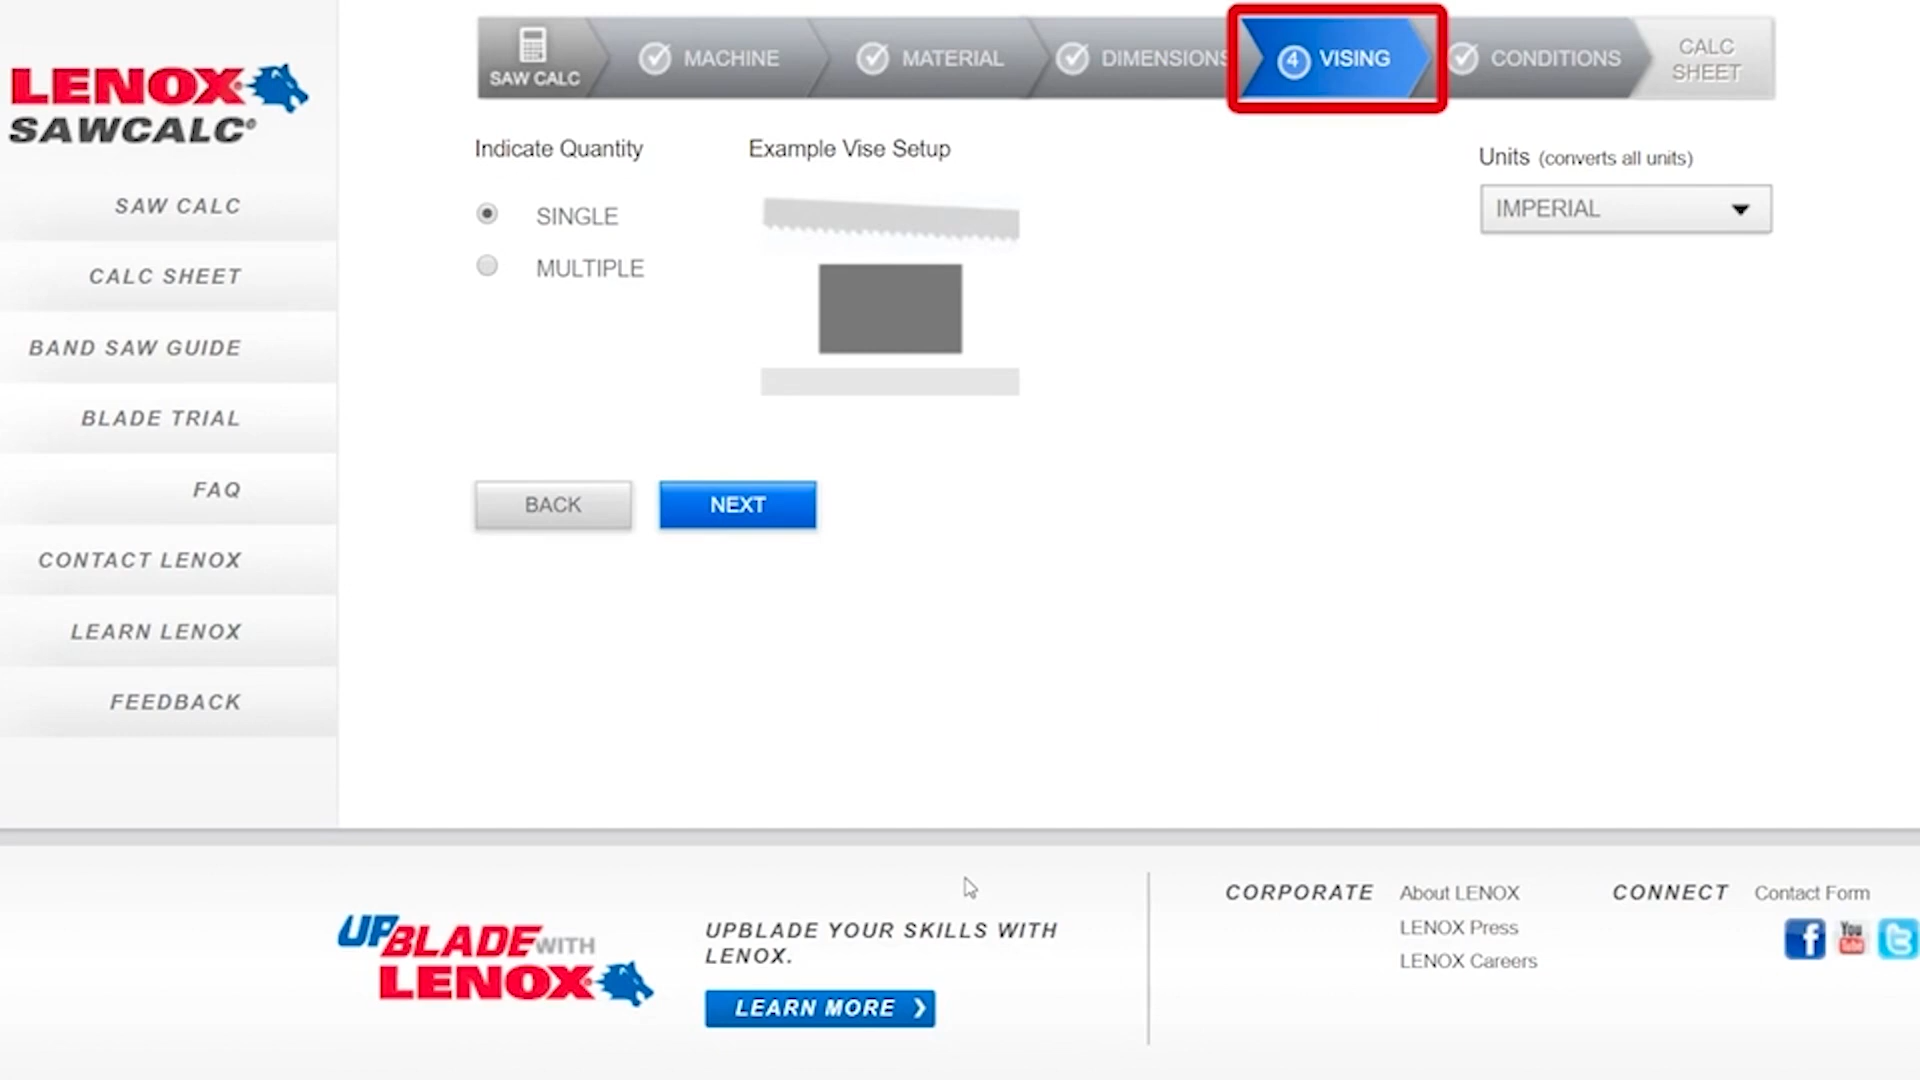 LENOX
SAWCALC®
SAW CALC
MACHINE
MATERIAL
DIMENSIONS
4 VISING
CONDITIONS
CALC
SHEET
Indicate Quantity
Example Vise Setup
Units (converts all units)
SINGLE
MULTIPLE
IMPERIAL
BACK
NEXT
SAW CALC
CALC SHEET
BAND SAW GUIDE
BLADE TRIAL
FAQ
CONTACT LENOX
LEARN LENOX
FEEDBACK
UPBLADE WITH
LENOX
UPBLADE YOUR SKILLS WITH
LENOX.
LEARN MORE
CORPORATE
About LENOX
LENOX Press
LENOX Careers
CONNECT
Contact Form
f
You
Tube
t